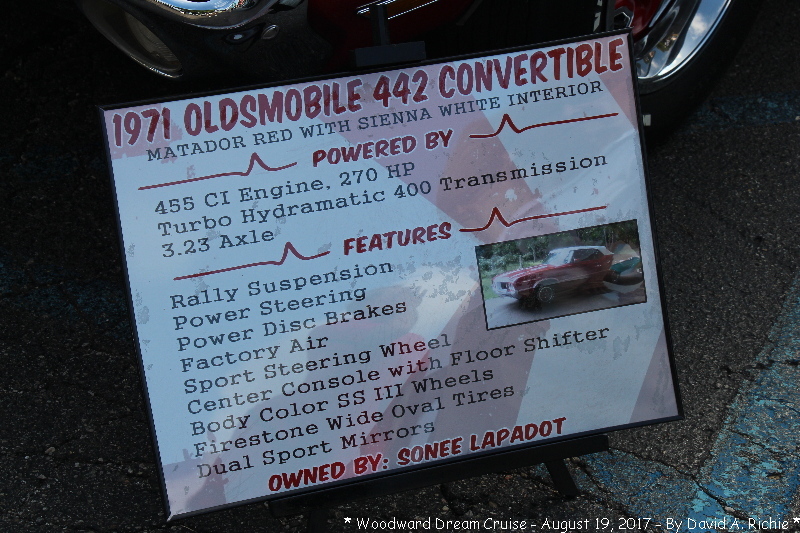 1971 OLDSMOBILE 442 CONVERTIBLE
MATADOR RED WITH SIENNA WHITE INTERIOR
POWERED BY
455 CI Engine, 270 HP
Turbo Hydramatic 400 Transmission
3.23 Axle
FEATURES
Rally Suspension
Power Steering
Power Disc Brakes
Factory Air
Sport Steering Wheel
Center Console with Floor Shifter
Body Color SS III Wheels
Firestone Wide Oval Tires
Dual Sport Mirrors
OWNED BY: SONEE LAPADOT
* Woodward Dream Cruise - August 19, 2017 - By David A. Richie *